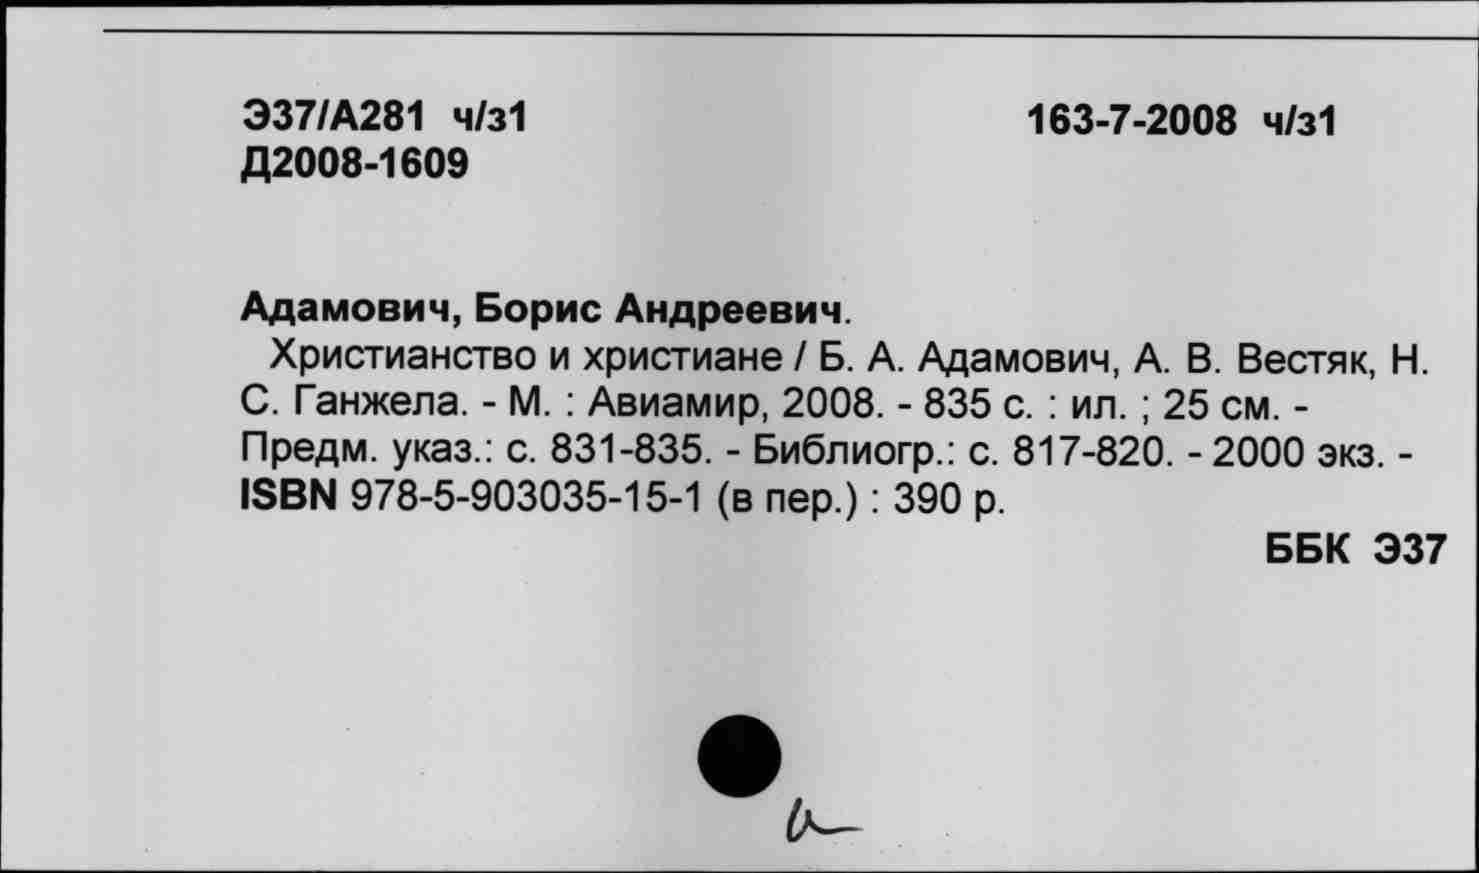 Э37/А281 ч/з1 163-7-2008 ч/з1
Д2008-1609
Адамович, Борис Андреевич.
Христианство и христиане / Б. А. Адамович, А. В. Вестяк, Н.
С. Ганжела. - М. : Авиамир, 2008. - 835 с. : ил. ; 25 см. -
Предм. указ.: с. 831-835. - Библиогр.: с. 817-820. - 2000 экз. -
ISBN 978-5-903035-15-1 (в пер.) : 390 р.
ББК Э37